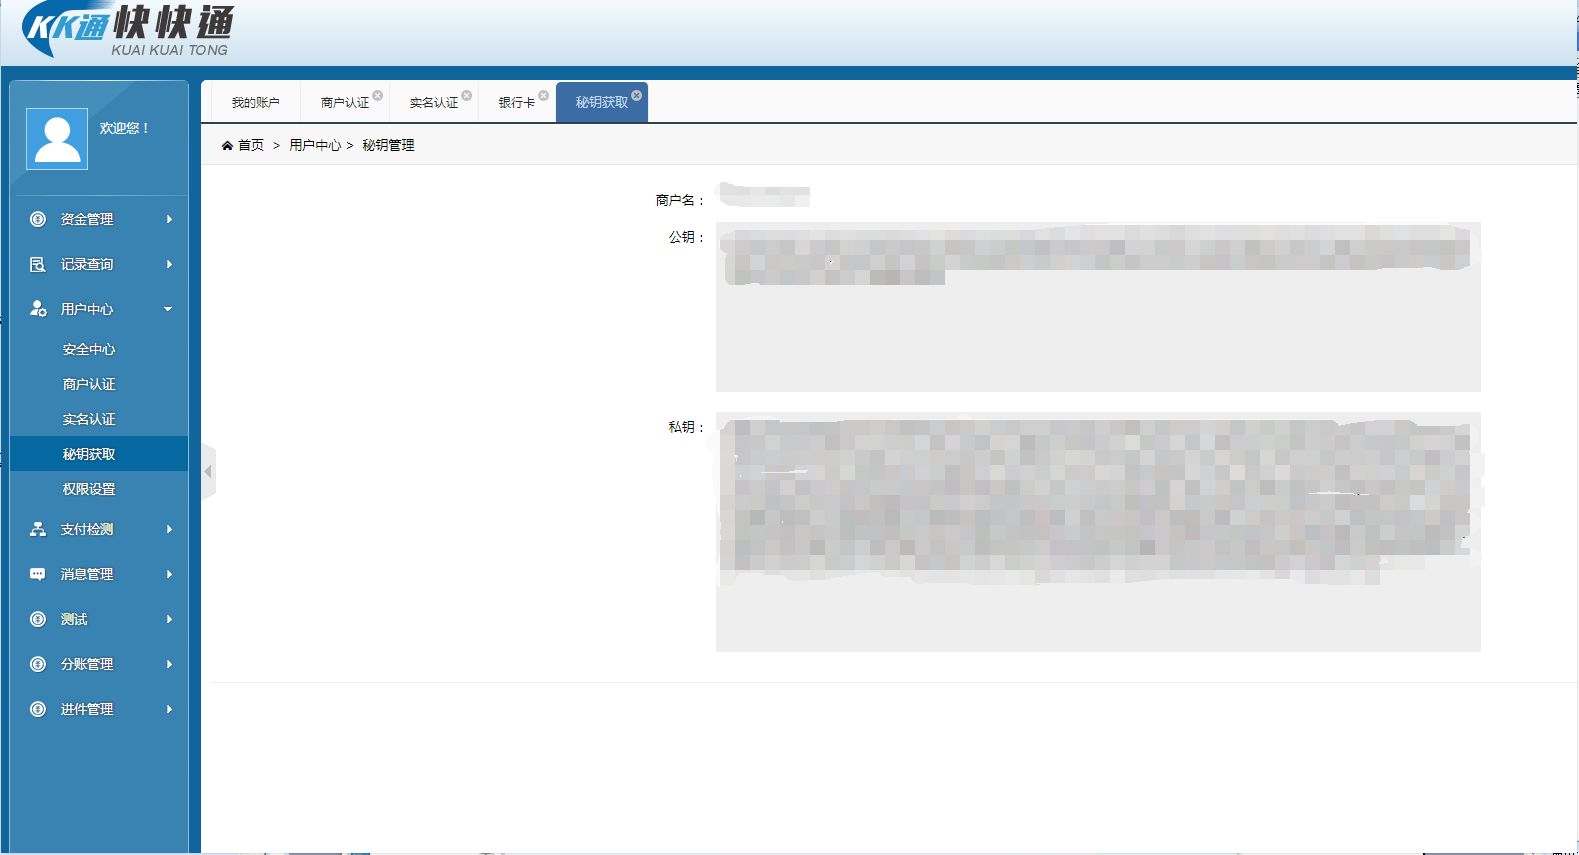 KK通 快快通
KUAI KUAI TONG
欢迎您！
我的账户
商户认证
实名认证
银行卡
秘钥获取
首页 > 用户中心 > 秘钥管理
资金管理
记录查询
用户中心
安全中心
商户认证
实名认证
秘钥获取
权限设置
支付检测
消息管理
测试
分账管理
进件管理
商户名：
公钥：
私钥：